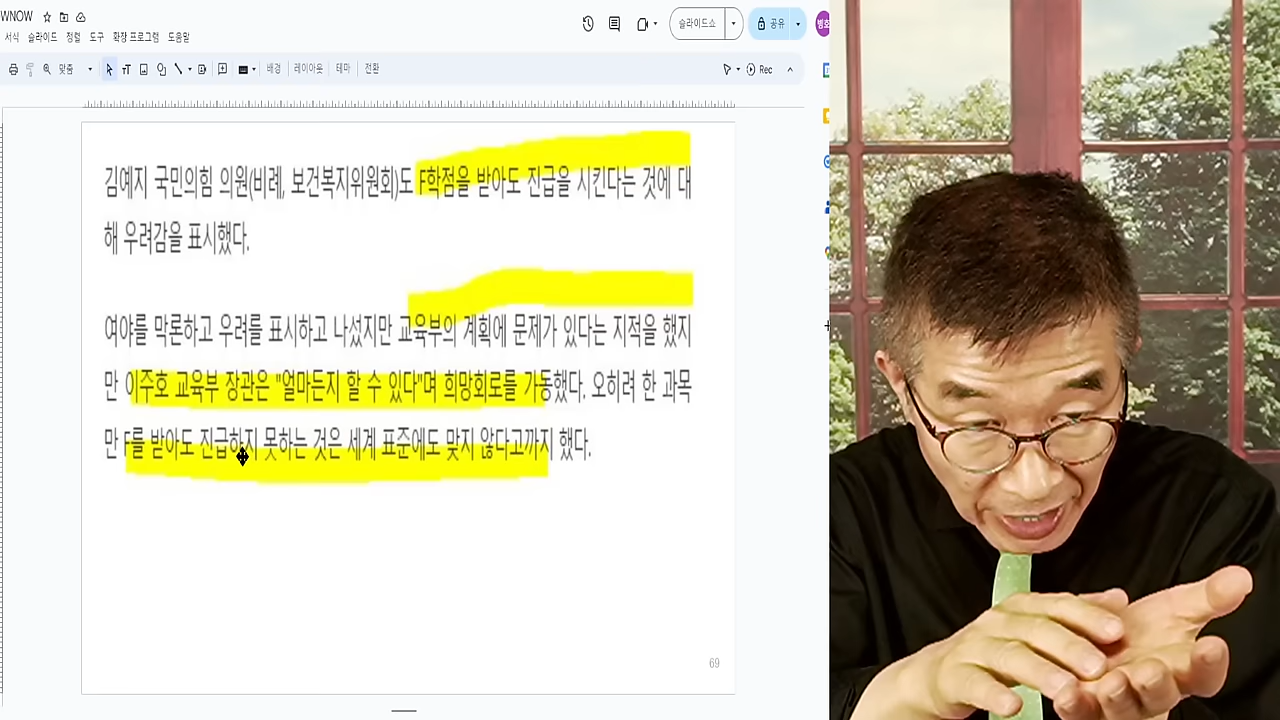 WNOW
슬라이드쇼
공유
병호
서식 슬라이드 정렬 도구 확장 프로그램 도움말
맞춤
배경 레이아웃 테마 전환
Rec
김예지 국민의힘 의원(비례, 보건복지위원회)도 F학점을 받아도 진급을 시킨다는 것에 대
해 우려감을 표시했다.
여야를 막론하고 우려를 표시하고 나섰지만 교육부의 계획에 문제가 있다는 지적을 했지
만 이주호 교육부 장관은 "얼마든지 할 수 있다"며 희망회로를 가동했다. 오히려 한 과목
만 F를 받아도 진급하지 못하는 것은 세계 표준에도 맞지 않다고까지 했다.
69